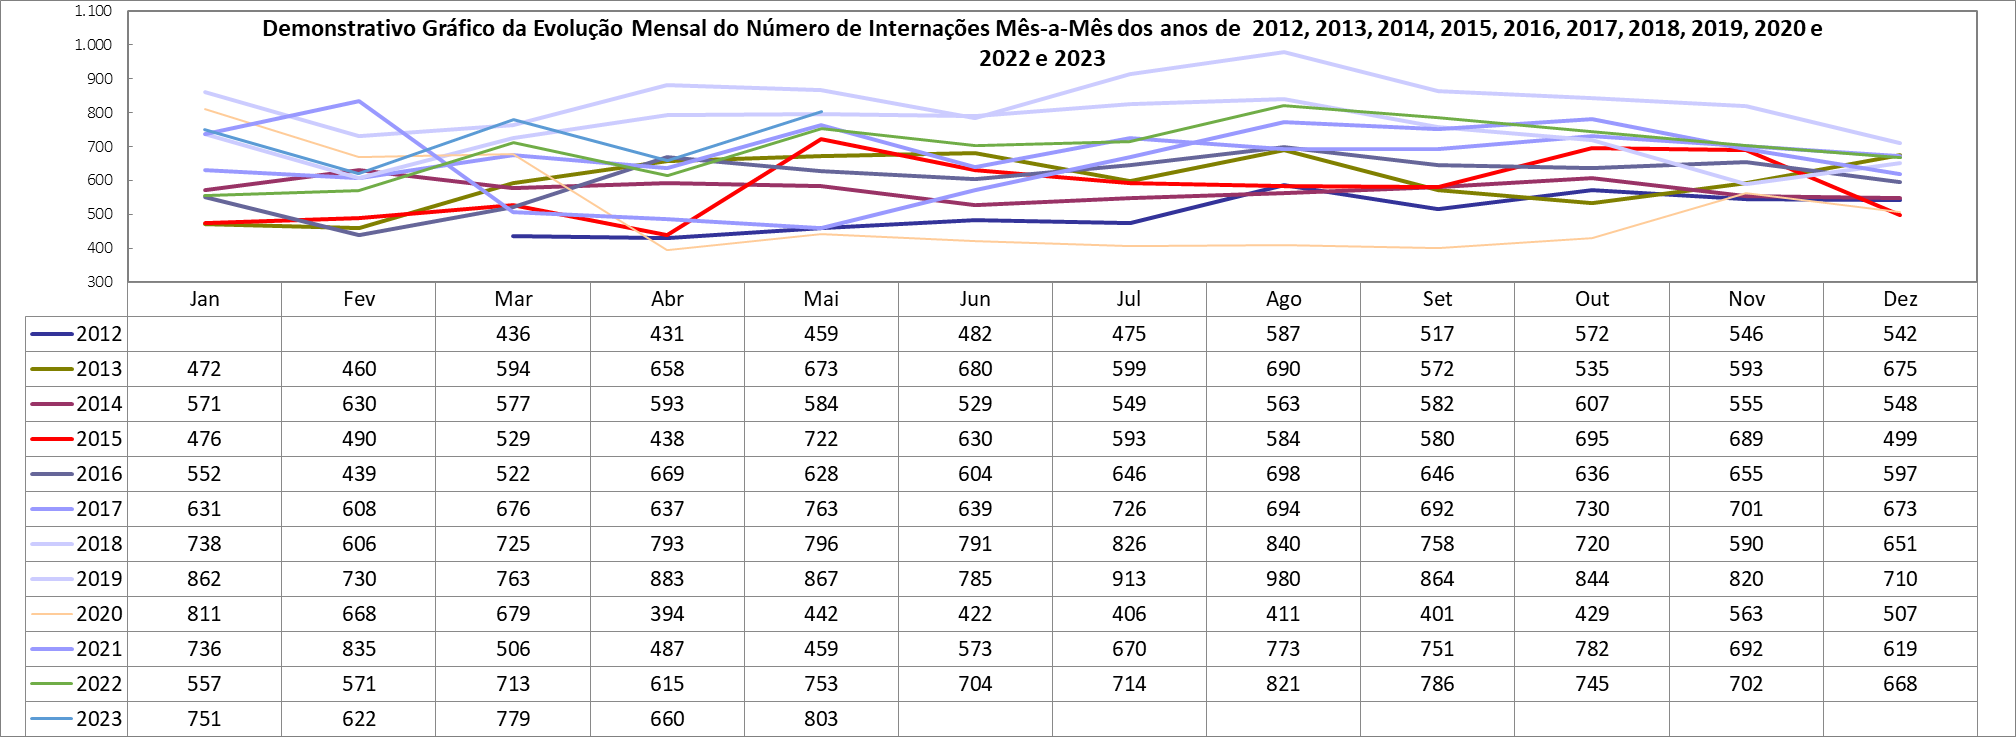 Demonstrativo Gráfico da Evolução Mensal do Número de Internações Mês-a-Mês dos anos de 2012, 2013, 2014, 2015, 2016, 2017, 2018, 2019, 2020 e
2022 e 2023
1.100
1.000
900
800
700
600
500
400
300
Jan Fev Mar Abr Mai Jun Jul Ago Set Out Nov Dez
2012 436 431 459 482 475 587 517 572 546 542
2013 472 460 594 658 673 680 599 690 572 535 593 675
2014 571 630 577 593 584 529 549 563 582 607 555 548
2015 476 490 529 438 722 630 593 584 580 695 689 499
2016 552 439 522 669 628 604 646 698 646 636 655 597
2017 631 608 676 637 763 639 726 694 692 730 701 673
2018 738 606 725 793 796 791 826 840 758 720 590 651
2019 862 730 763 883 867 785 913 980 864 844 820 710
2020 811 668 679 394 442 422 406 411 401 429 563 507
2021 736 835 506 487 459 573 670 773 751 782 692 619
2022 557 571 713 615 753 704 714 821 786 745 702 668
2023 751 622 779 660 803